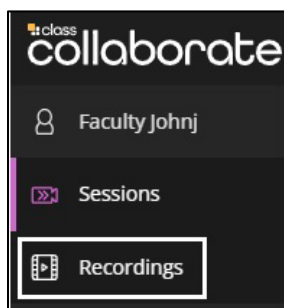 class
collaborate
Faculty Johnj
Sessions
Recordings